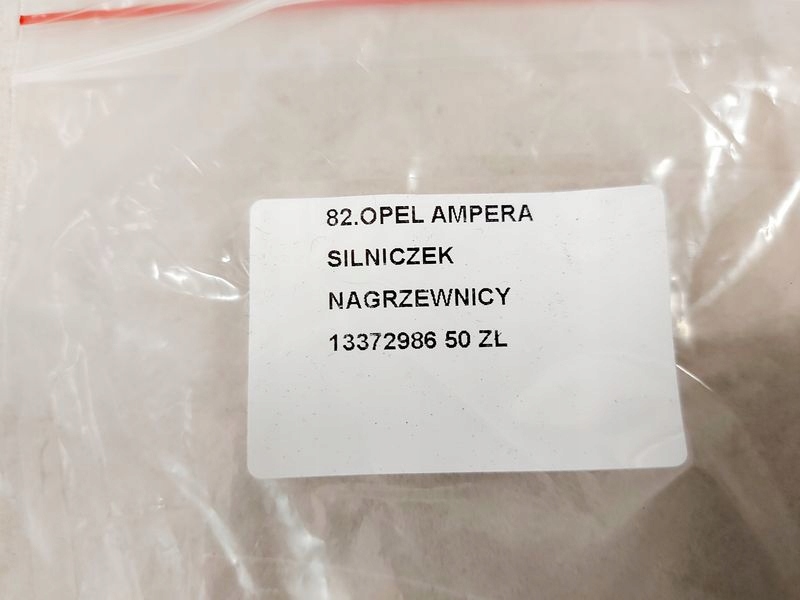 82.OPEL AMPERA
SILNICZEK
NAGRZEWNICY
13372986 50 ZŁ